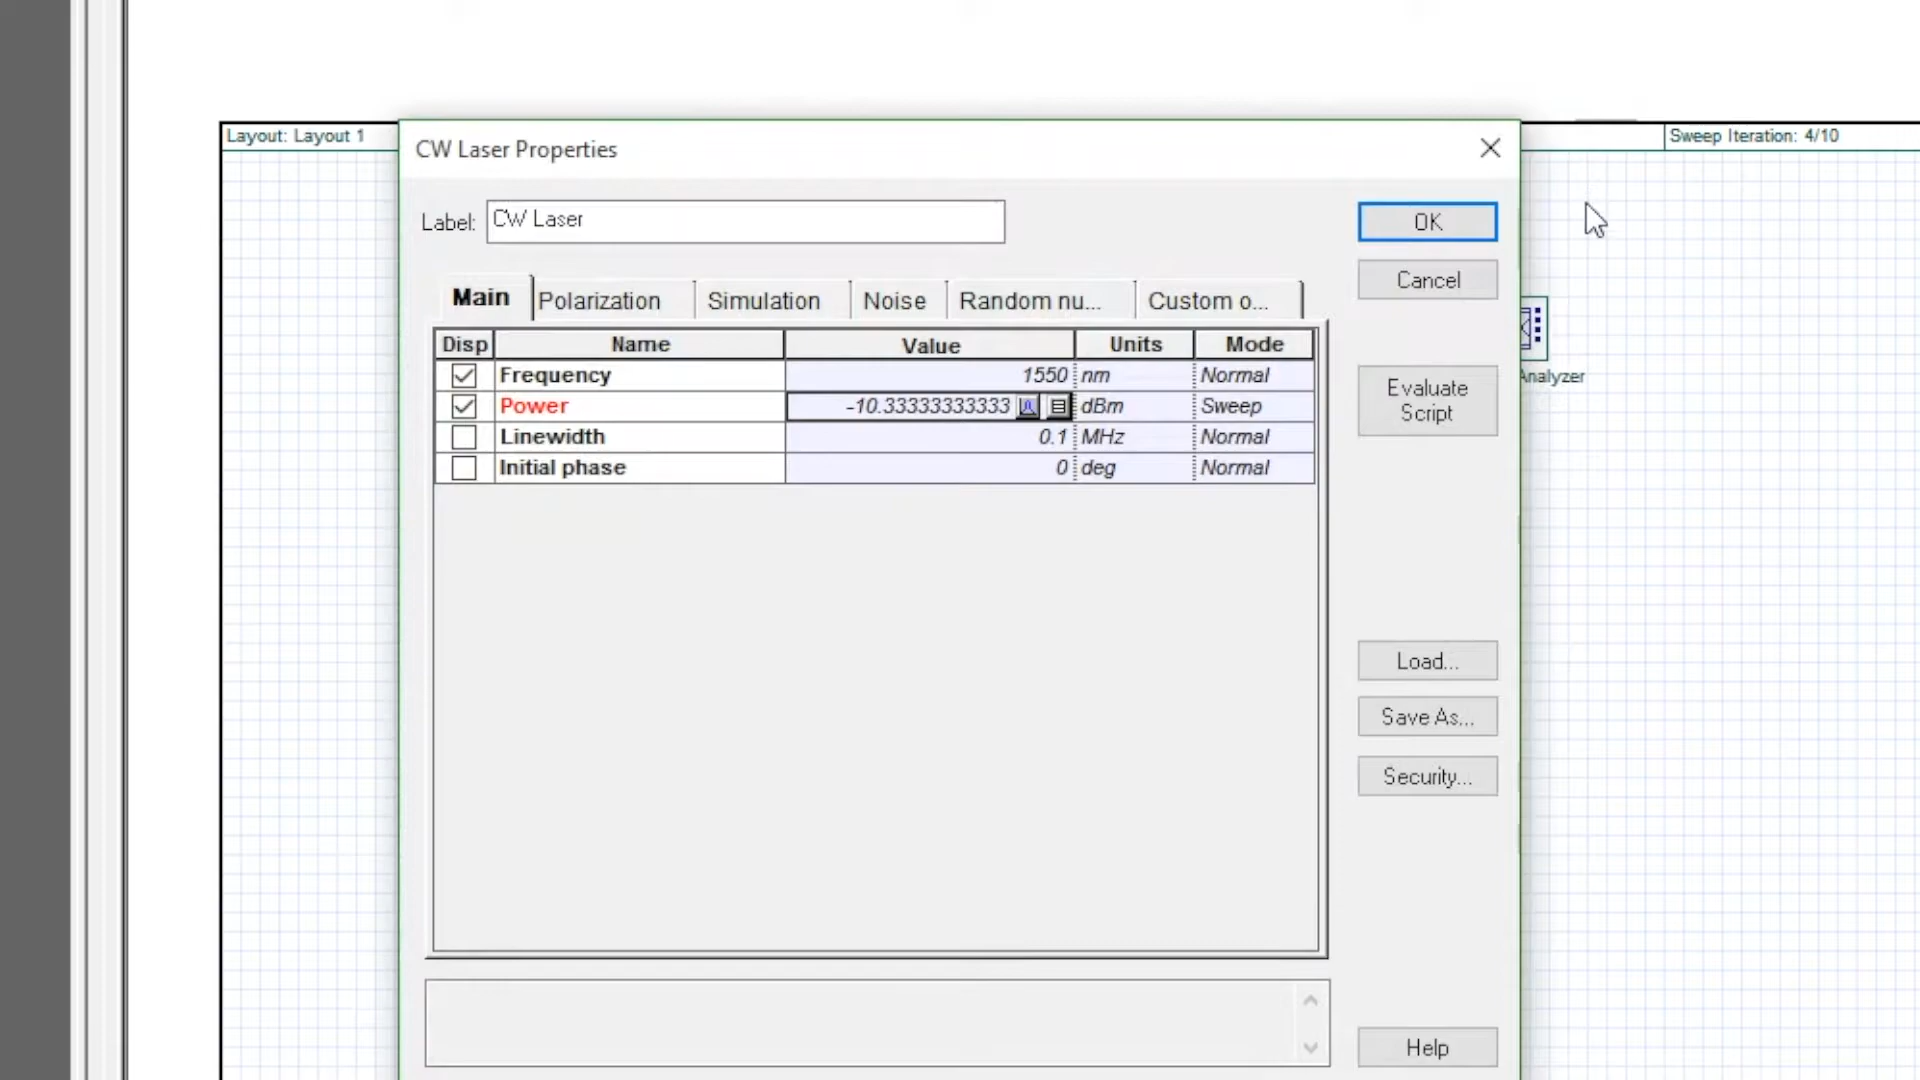 Layout: Layout 1
Sweep Iteration: 4/10
CW Laser Properties
Label: CW Laser
OK
Cancel
Main Polarization Simulation Noise Random nu... Custom o...
Disp Name Value Units Mode
Frequency 1550 nm Normal
Power -10.33333333333 dBm Sweep
Linewidth 0.1 MHz Normal
Initial phase 0 deg Normal
Evaluate
Script
Analyzer
Load...
Save As...
Security...
Help